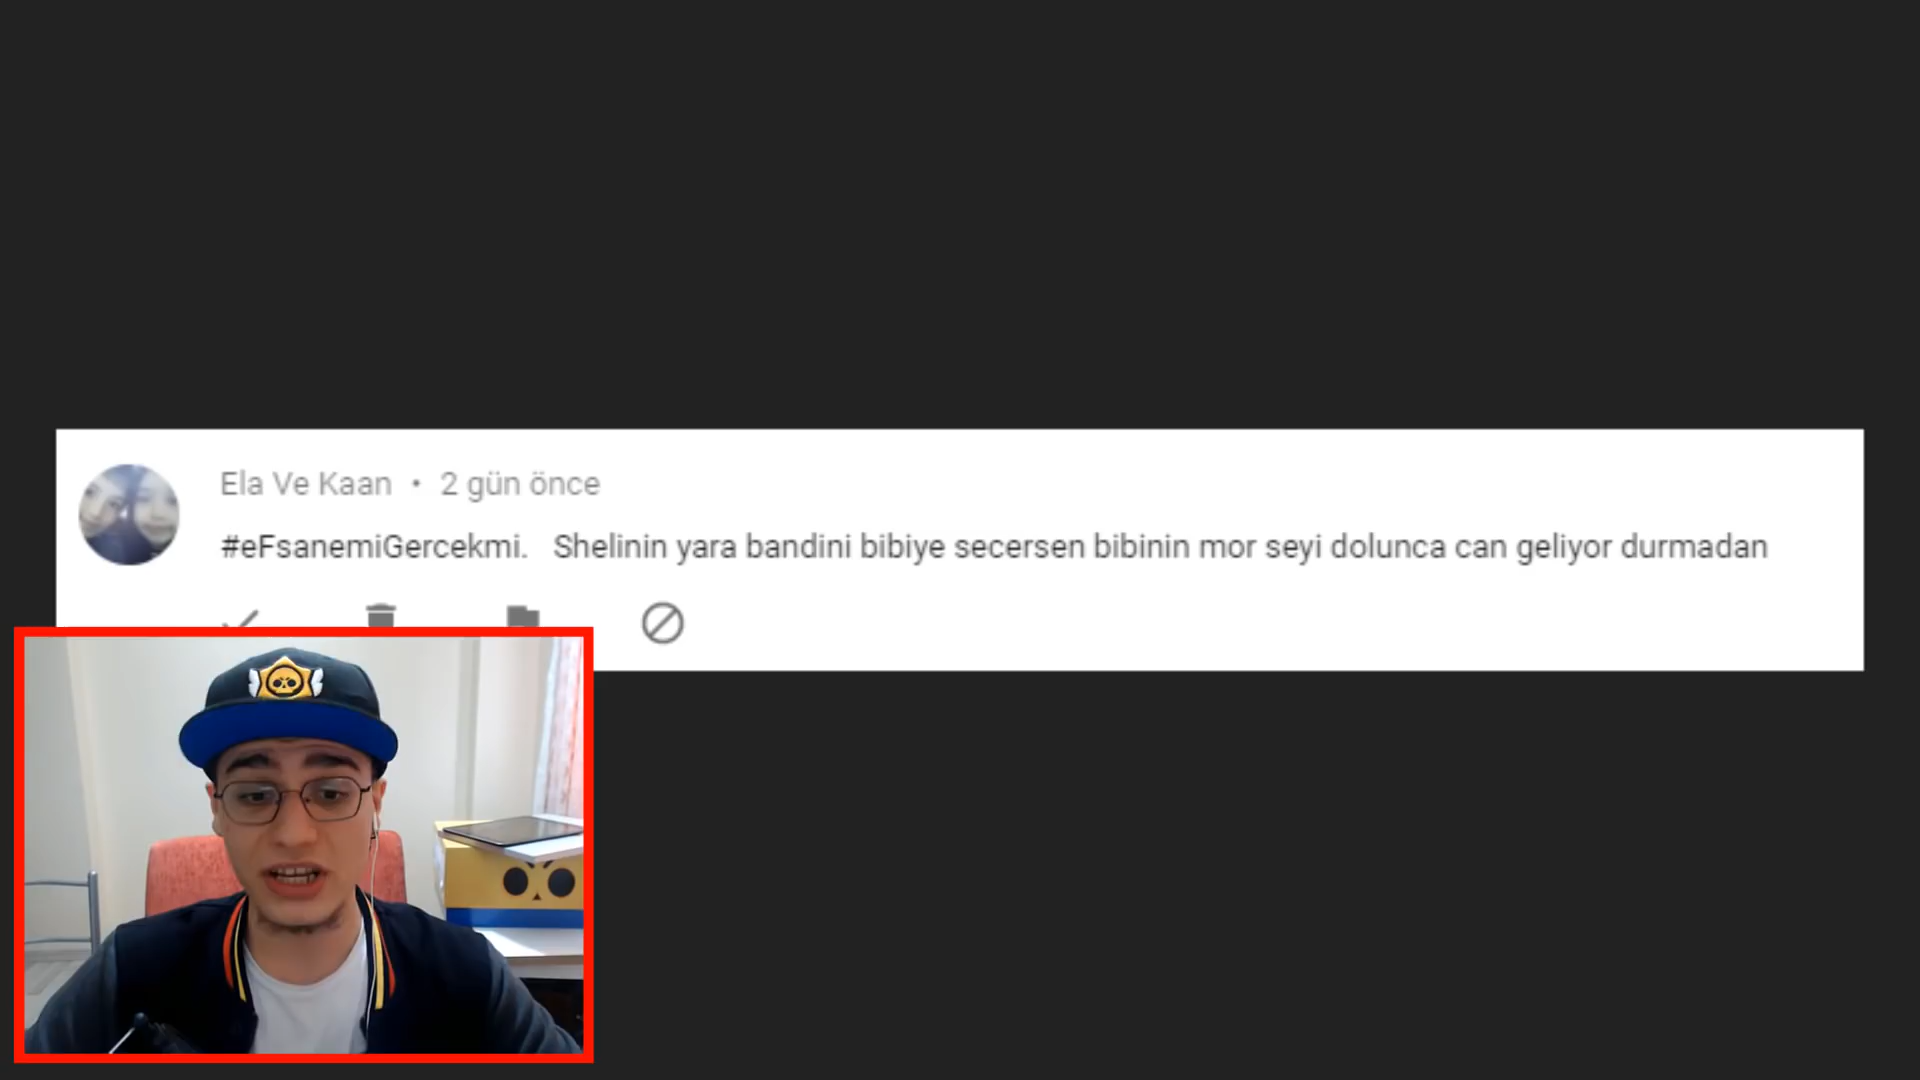 Ela Ve Kaan • 2 gün önce
#eFsanemiGercekmi. Shelinin yara bandini bibiye secersen bibinin mor seyi dolunca can geliyor durmadan